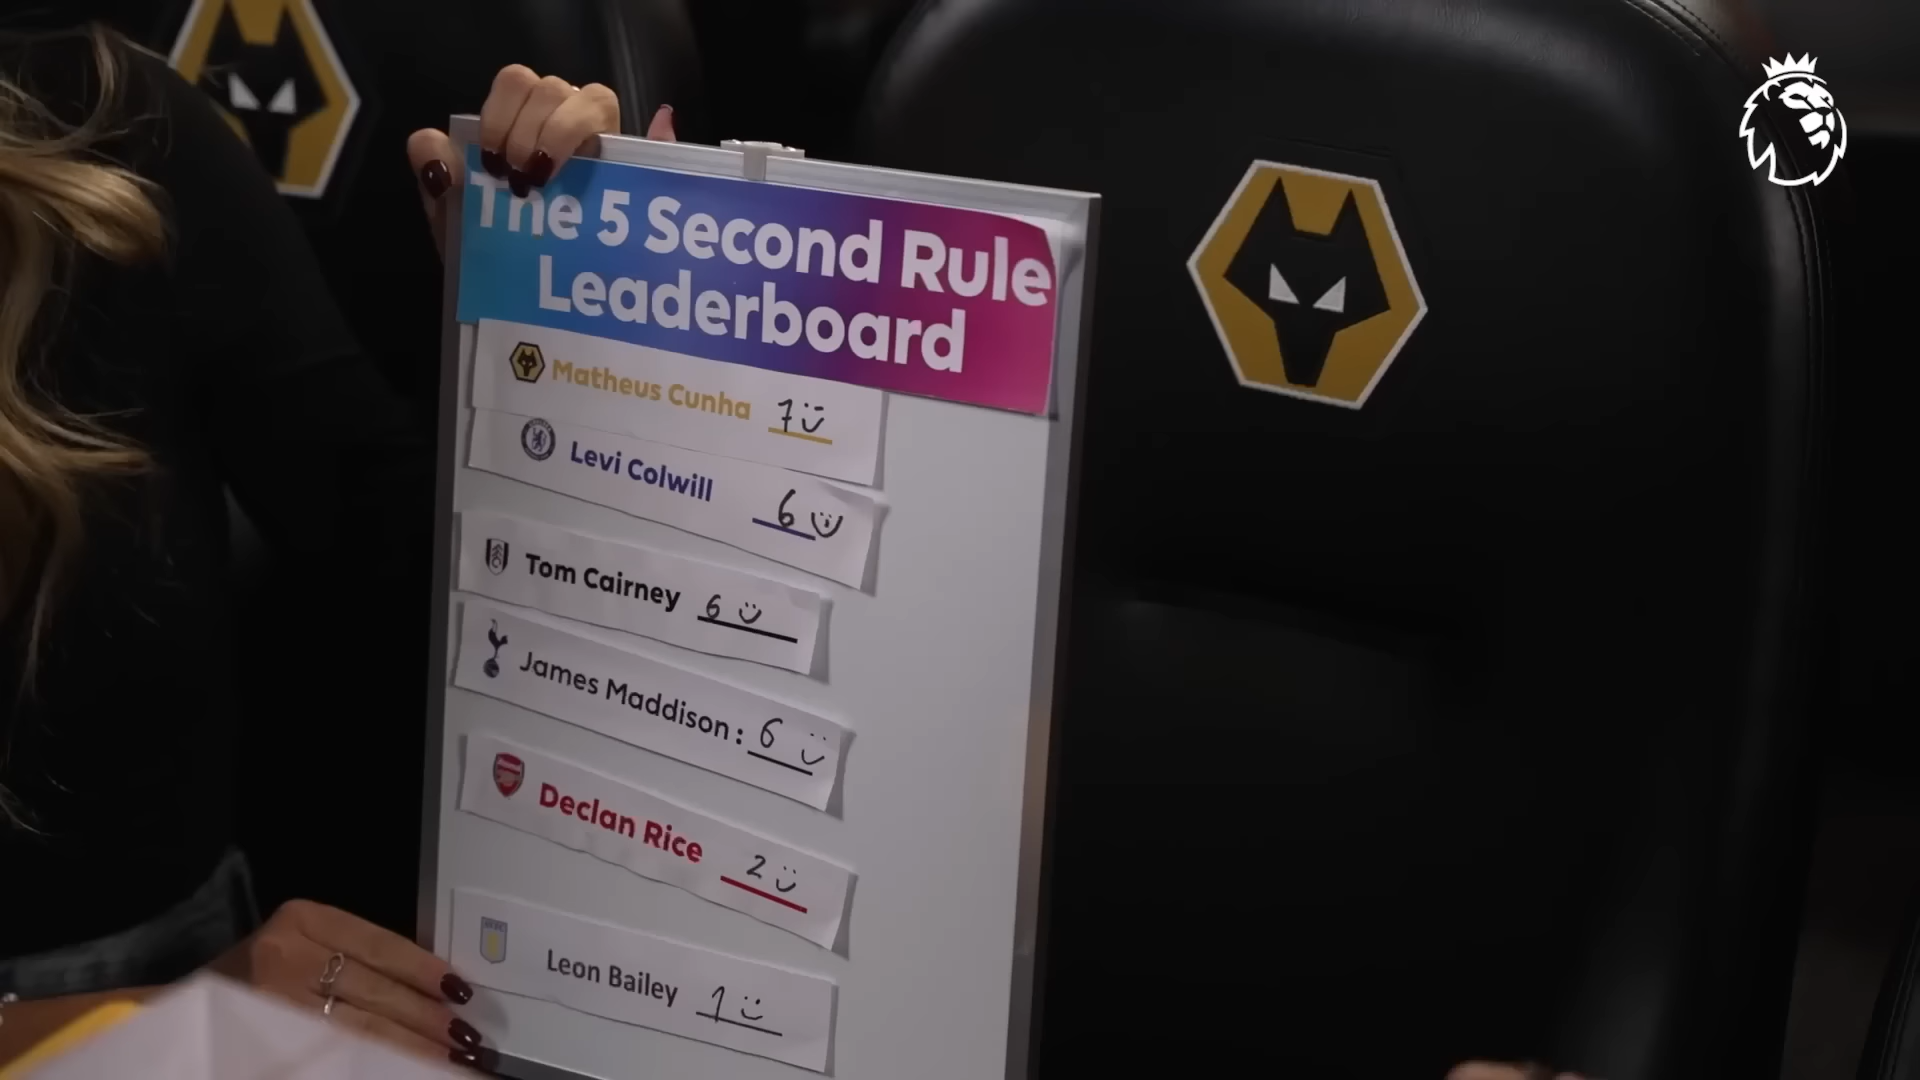 The 5 Second Rule
Leaderboard
Matheus Cunha 7
Levi Colwill 6
Tom Cairney 6
James Maddison: 6
Declan Rice 2
Leon Bailey 1